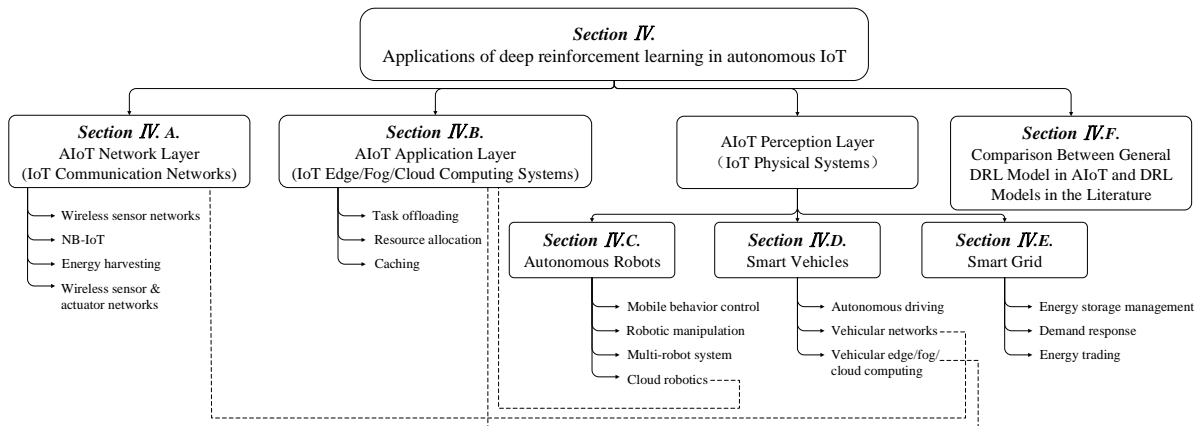 Section Ⅳ.
Applications of deep reinforcement learning in autonomous IoT
Section Ⅳ. A.
AIoT Network Layer
(IoT Communication Networks)
Wireless sensor networks
NB-IoT
Energy harvesting
Wireless sensor &
actuator networks
Section Ⅳ.B.
AIoT Application Layer
(IoT Edge/Fog/Cloud Computing Systems)
Task offloading
Resource allocation
Caching
AIoT Perception Layer
（IoT Physical Systems）
Section Ⅳ.C.
Autonomous Robots
Mobile behavior control
Robotic manipulation
Multi-robot system
Cloud robotics
Section Ⅳ.D.
Smart Vehicles
Autonomous driving
Vehicular networks
Vehicular edge/fog/
cloud computing
Section Ⅳ.E.
Smart Grid
Energy storage management
Demand response
Energy trading
Section Ⅳ.F.
Comparison Between General
DRL Model in AIoT and DRL
Models in the Literature